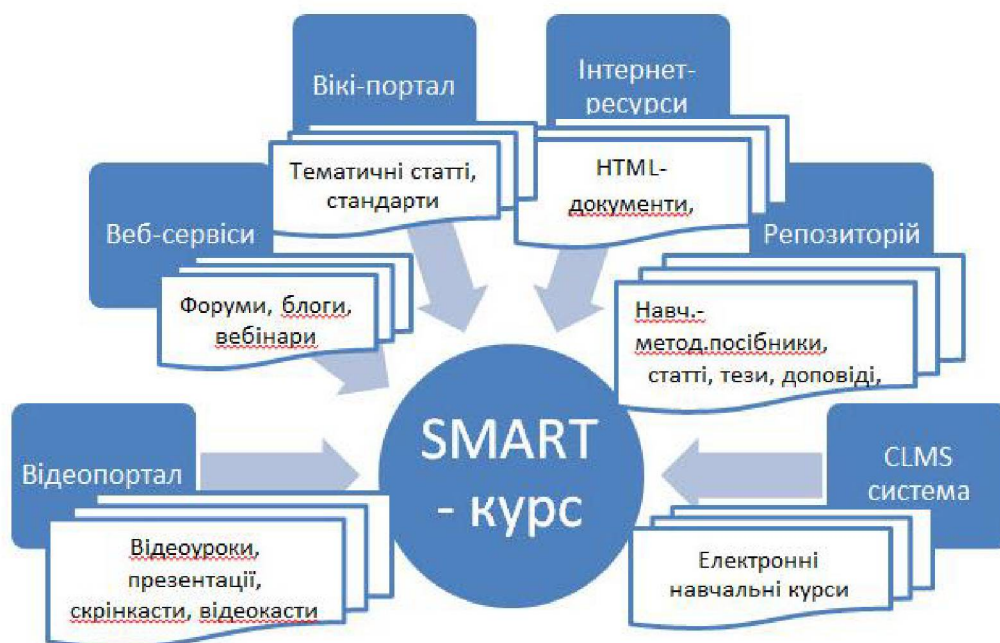 Вікі-портал
Тематичні статті,
стандарти
Інтернет-
ресурси
HTML-
документи,
Веб-сервіси
Форуми, блоги,
вебінари
Репозиторій
Навч.-
метод.посібники,
статті, тези, доповіді,
Відеопортал
Відеоуроки,
презентації,
скрінкасти, відеокасти
SMART
- курс
CLMS
система
Електронні
навчальні курси